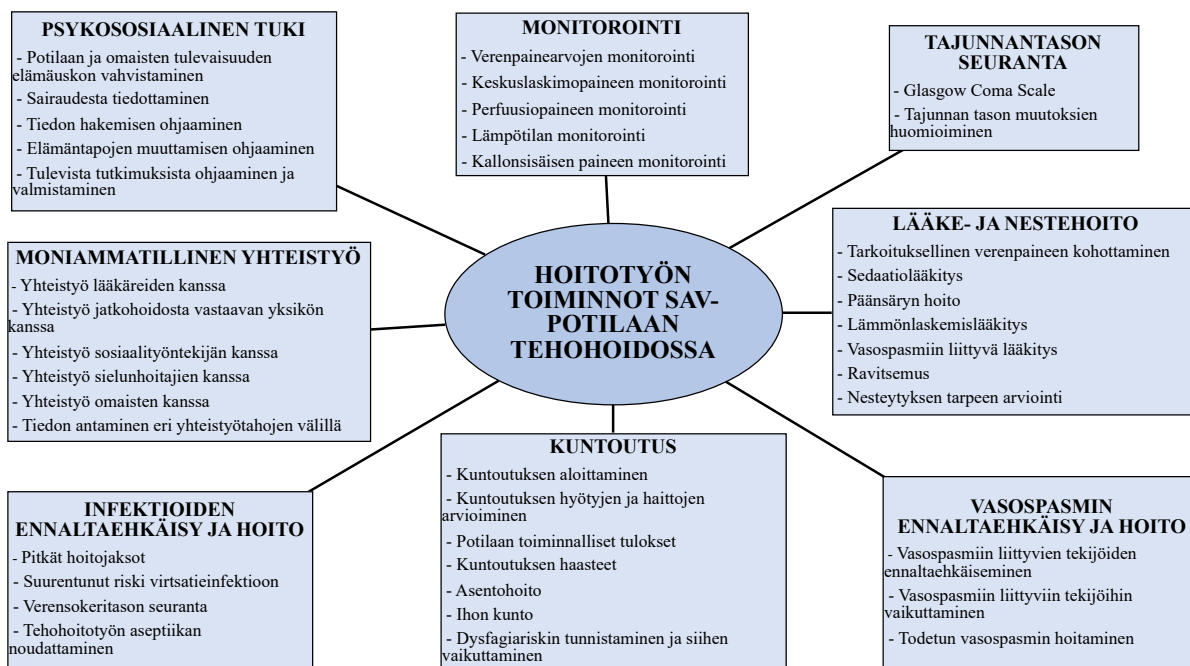 PSYKOSOSIAALINEN TUKI
- Potilaan ja omaisten tulevaisuuden
elämäuskon vahvistaminen
- Sairaudesta tiedottaminen
- Tiedon hakemisen ohjaaminen
- Elämäntapojen muuttamisen ohjaaminen
- Tulevista tutkimuksista ohjaaminen ja
valmistaminen
MONITOROINTI
- Verenpainearvojen monitorointi
- Keskuslaskimopaineen monitorointi
- Perfuusiopaineen monitorointi
- Lämpötilan monitorointi
- Kallonsisäisen paineen monitorointi
TAJUNNANTASON
SEURANTA
- Glasgow Coma Scale
- Tajunnan tason muutoksien
huomioiminen
MONIAMMATILLINEN YHTEISTYÖ
- Yhteistyö lääkäreiden kanssa
- Yhteistyö jatkohoidosta vastaavan yksikön
kanssa
- Yhteistyö sosiaalityöntekijän kanssa
- Yhteistyö sielunhoitajien kanssa
- Yhteistyö omaisten kanssa
- Tiedon antaminen eri yhteistyötahojen välillä
HOITOTYÖN
TOIMINNOT SAV-
POTILAAN
TEHOHOIDOSSA
LÄÄKE- JA NESTEHOITO
- Tarkoituksellinen verenpaineen kohottaminen
- Sedaatiolääkitys
- Päänsäryn hoito
- Lämmönlaskemislääkitys
- Vasospasmiin liittyvä lääkitys
- Ravitsemus
- Nesteytyksen tarpeen arviointi
INFEKTIOIDEN
ENNALTAEHKÄISY JA HOITO
- Pitkät hoitojaksot
- Suurentunut riski virtsatieinfektioon
- Verensokeritason seuranta
- Tehohoitotyön aseptiikan
noudattaminen
KUNTOUTUS
- Kuntoutuksen aloittaminen
- Kuntoutuksen hyötyjen ja haittojen
arvioiminen
- Potilaan toiminnalliset tulokset
- Kuntoutuksen haasteet
- Asentohoito
- Ihon kunto
- Dysfagiariskin tunnistaminen ja siihen
vaikuttaminen
VASOSPASMIN
ENNALTAEHKÄISY JA HOITO
- Vasospasmiin liittyvien tekijöiden
ennaltaehkäiseminen
- Vasospasmiin liittyviin tekijöihin
vaikuttaminen
- Todetun vasospasmin hoitaminen